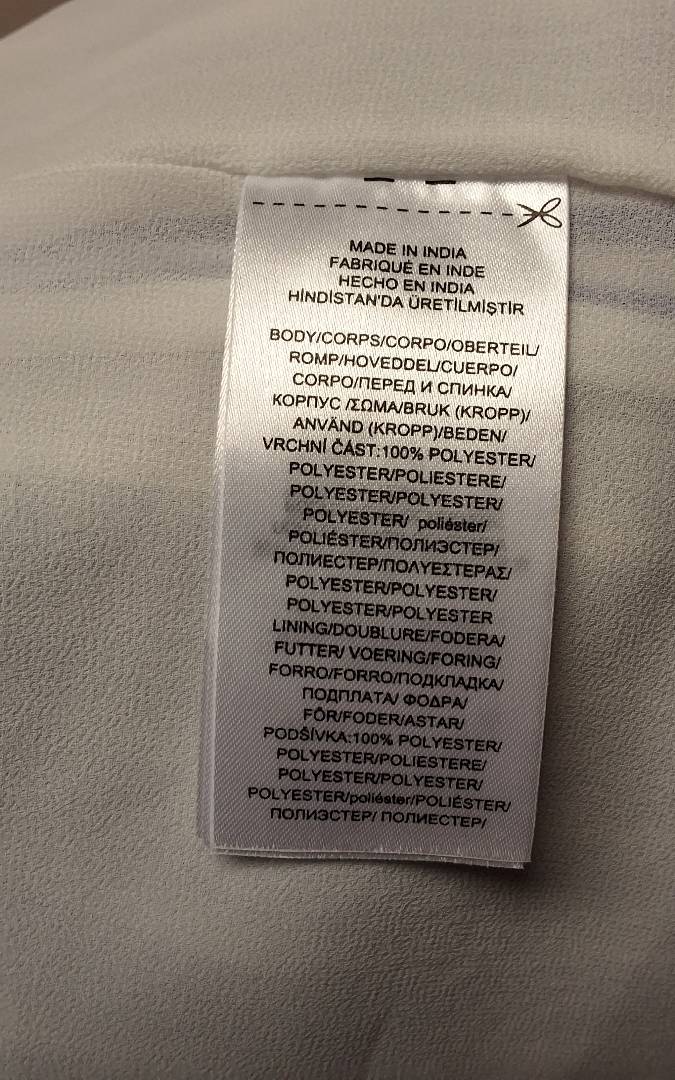 MADE IN INDIA
FABRIQUÉ EN INDE
HECHO EN INDIA
HİNDİSTAN'DA ÜRETİLMİŞTİR
BODY/CORPS/CORPO/OBERTEIL/
ROMP/HOVEDDEL/CUERPO/
CORPO/ПЕРЕД И СПИНКА/
КОРПУС /ΣΩΜΑ/BRUK (KROPP)/
ANVÄND (KROPP)/BEDEN/
VRCHNÍ ČÁST:100% POLYESTER/
POLYESTER/POLIESTERE/
POLYESTER/POLYESTER/
POLYESTER/ poliéster/
POLIÉSTER/ПОЛИЭСТЕР/
ПОЛИЕСТЕР/ΠΟΛΥΕΣΤΕΡΑΣ/
POLYESTER/POLYESTER/
POLYESTER/POLYESTER
LINING/DOUBLURE/FODERA/
FUTTER/ VOERING/FORING/
FORRO/FORRO/ПОДКЛАДКА/
ПОДПЛАТА/ ΦΟΔΡΑ/
FÔR/FODER/ASTAR/
PODŠÍVKA:100% POLYESTER/
POLYESTER/POLIESTERE/
POLYESTER/POLYESTER/
POLYESTER/poliéster/POLIÉSTER/
ПОЛИЭСТЕР/ ПОЛИЕСТЕР/